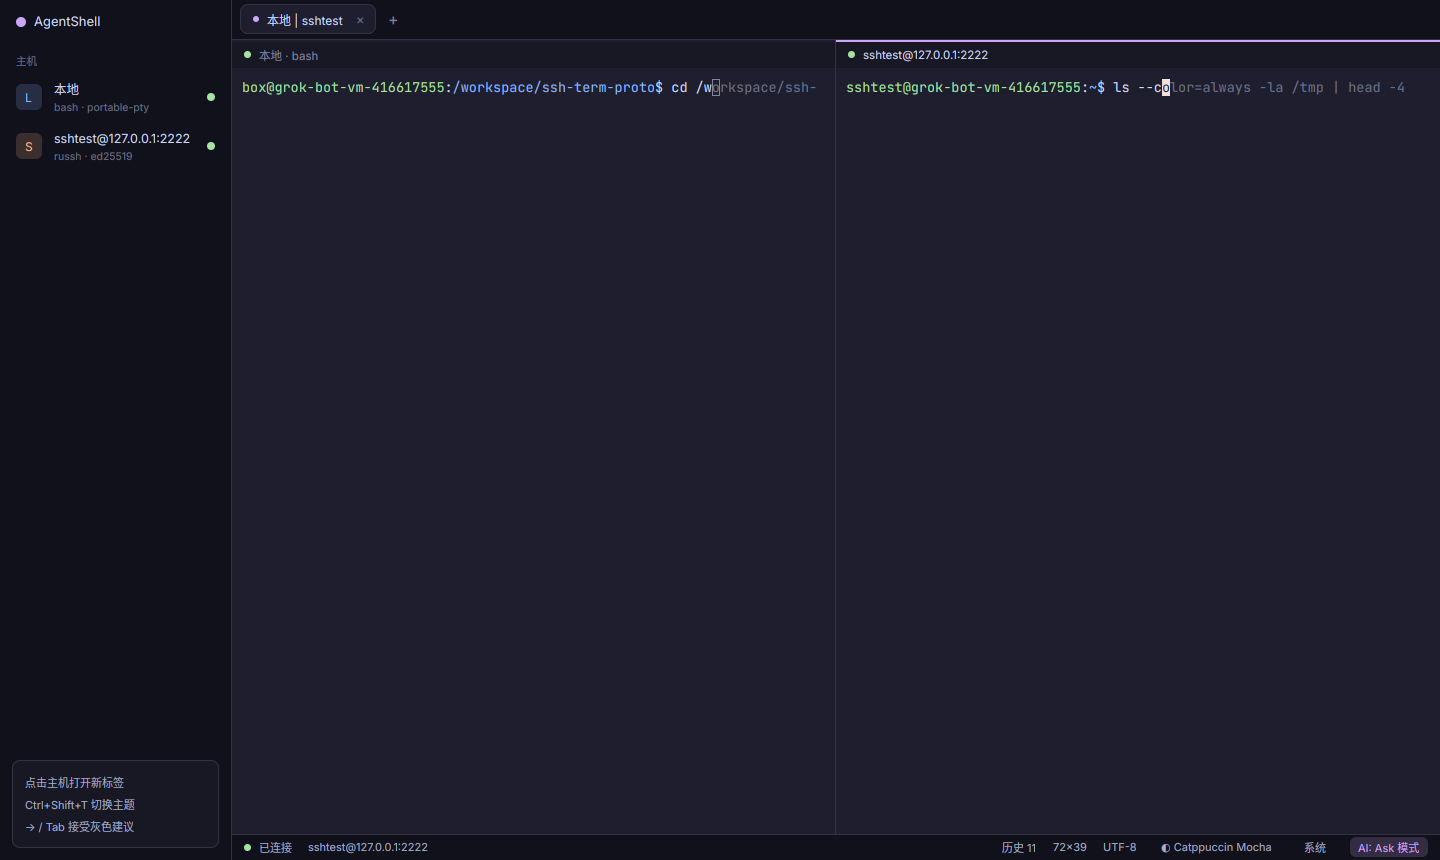 AgentShell
主机
L
本地
bash · portable-pty
S
sshtest@127.0.0.1:2222
russh · ed25519
点击主机打开新标签
Ctrl+Shift+T 切换主题
→ / Tab 接受灰色建议
本地 | sshtest × +
本地 · bash
box@grok-bot-vm-416617555:/workspace/ssh-term-proto$ cd /workspace/ssh-
sshtest@127.0.0.1:2222
sshtest@grok-bot-vm-416617555:~$ ls --color=always -la /tmp | head -4
已连接 sshtest@127.0.0.1:2222 历史 11 72×39 UTF-8 ◐ Catppuccin Mocha 系统 AI: Ask 模式